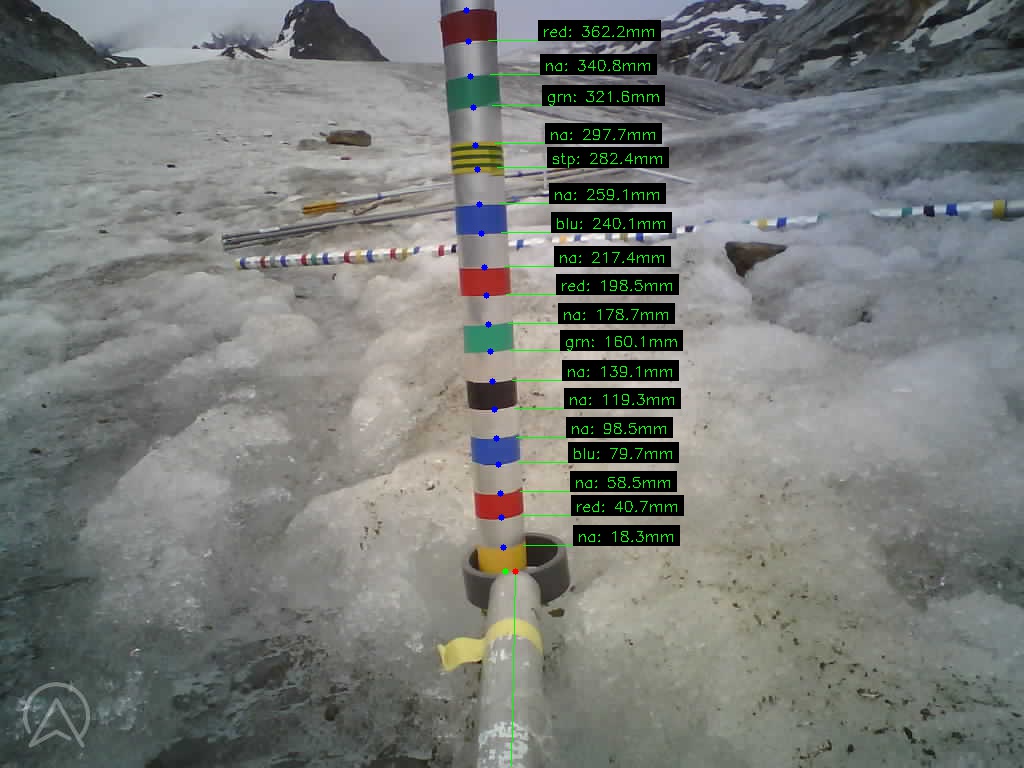 red: 362.2mm
na: 340.8mm
grn: 321.6mm
na: 297.7mm
stp: 282.4mm
na: 259.1mm
blu: 240.1mm
na: 217.4mm
red: 198.5mm
na: 178.7mm
grn: 160.1mm
na: 139.1mm
na: 119.3mm
na: 98.5mm
blu: 79.7mm
na: 58.5mm
red: 40.7mm
na: 18.3mm